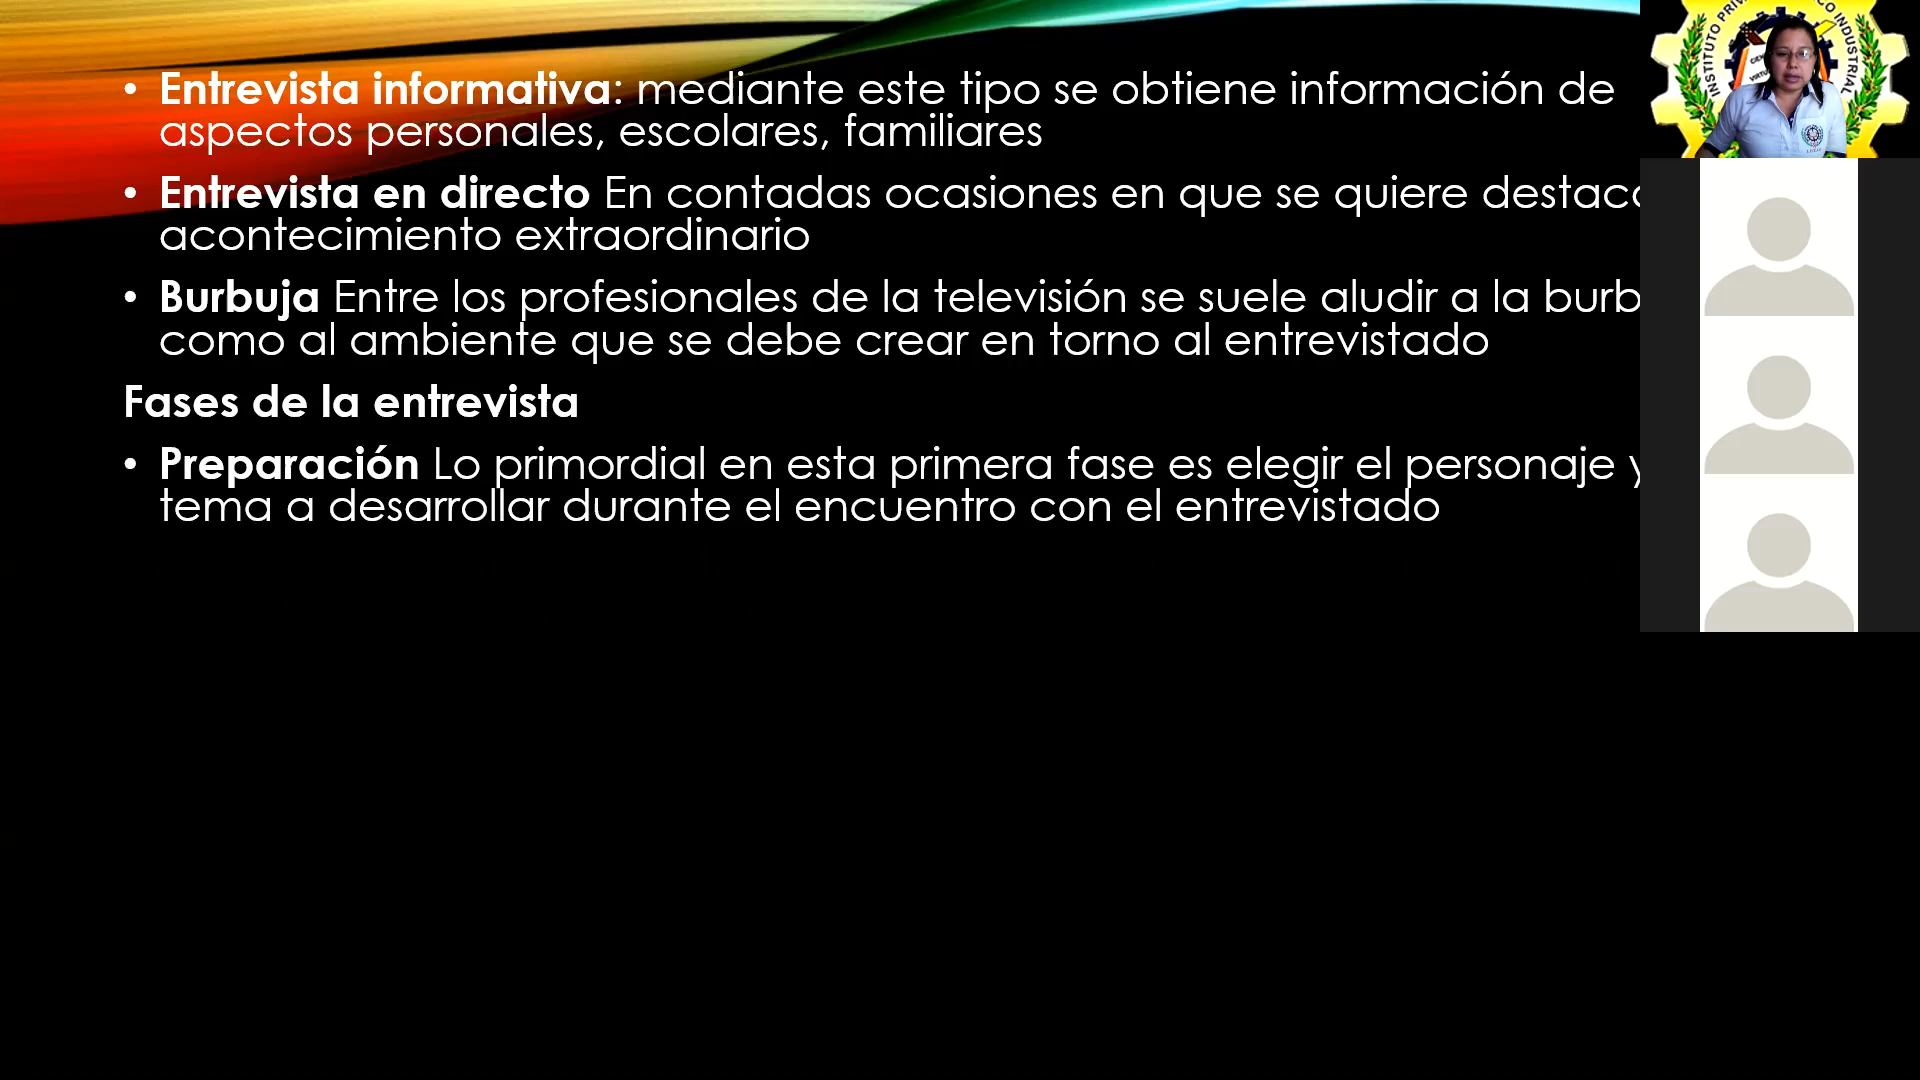 • Entrevista informativa: mediante este tipo se obtiene información de
aspectos personales, escolares, familiares
• Entrevista en directo En contadas ocasiones en que se quiere
acontecimiento extraordinario
• Burbuja Entre los profesionales de la televisión se suele aludir a la
como al ambiente que se debe crear en torno al entrevistado
Fases de la entrevista
• Preparación Lo primordial en esta primera fase es elegir el personaje y
tema a desarrollar durante el encuentro con el entrevistado
INSTITUTO
INDUSTRIAL